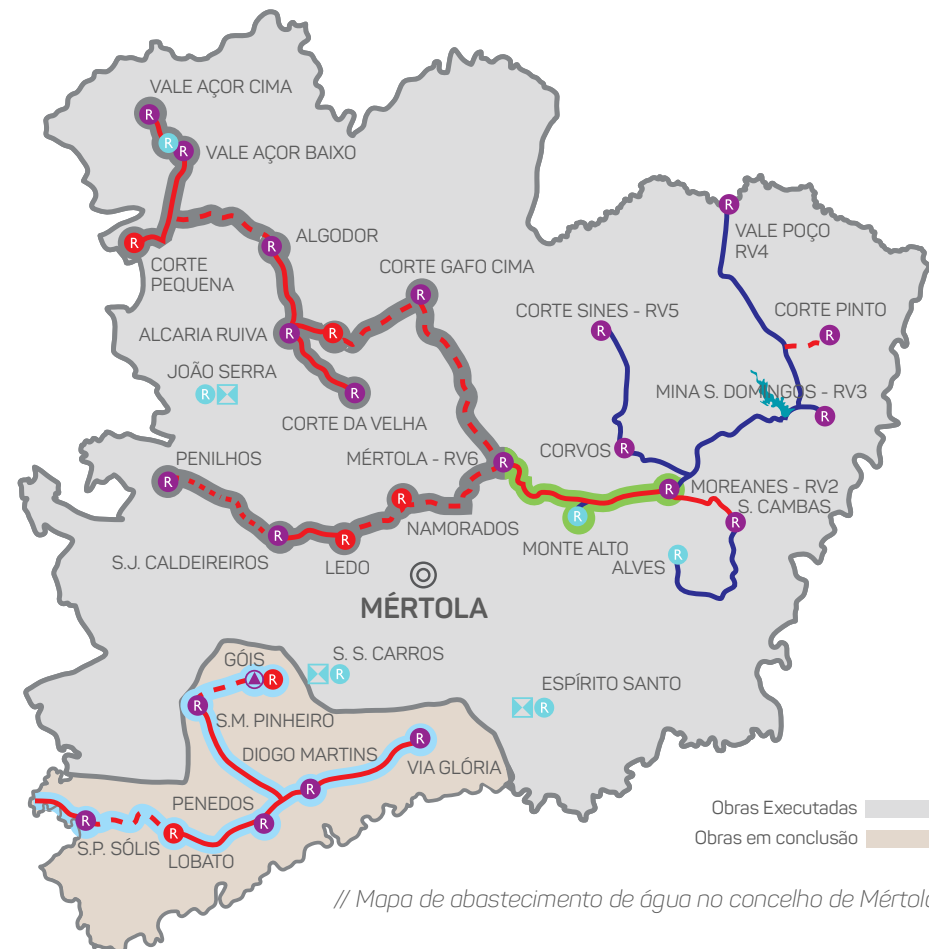 VALE AÇOR CIMA
R
R
R
VALE AÇOR BAIXO
R
VALE POÇO
RV4
R
ALGODOR
R
CORTE
PEQUENA
CORTE GAFO CIMA
R
CORTE SINES - RV5
R
CORTE PINTO
R
ALCARIA RUIVA
R
R
JOÃO SERRA
R
CORTE DA VELHA
R
MINA S. DOMINGOS - RV3
R
PENILHOS
R
MÉRTOLA - RV6
R
CORVOS
R
MOREANES - RV2
R
S. CAMBAS
R
R
NAMORADOS
S.J. CALDEIREIROS
R
LEDO
R
MONTE ALTO
R
ALVES
R
MÉRTOLA
GÓIS
R
S. S. CARROS
R
ESPÍRITO SANTO
R
S.M. PINHEIRO
R
DIOGO MARTINS
R
VIA GLÓRIA
R
PENEDOS
R
S.P. SÓLIS
R
LOBATO
R
Obras Executadas
Obras em conclusão
// Mapa de abastecimento de água no concelho de Mértola